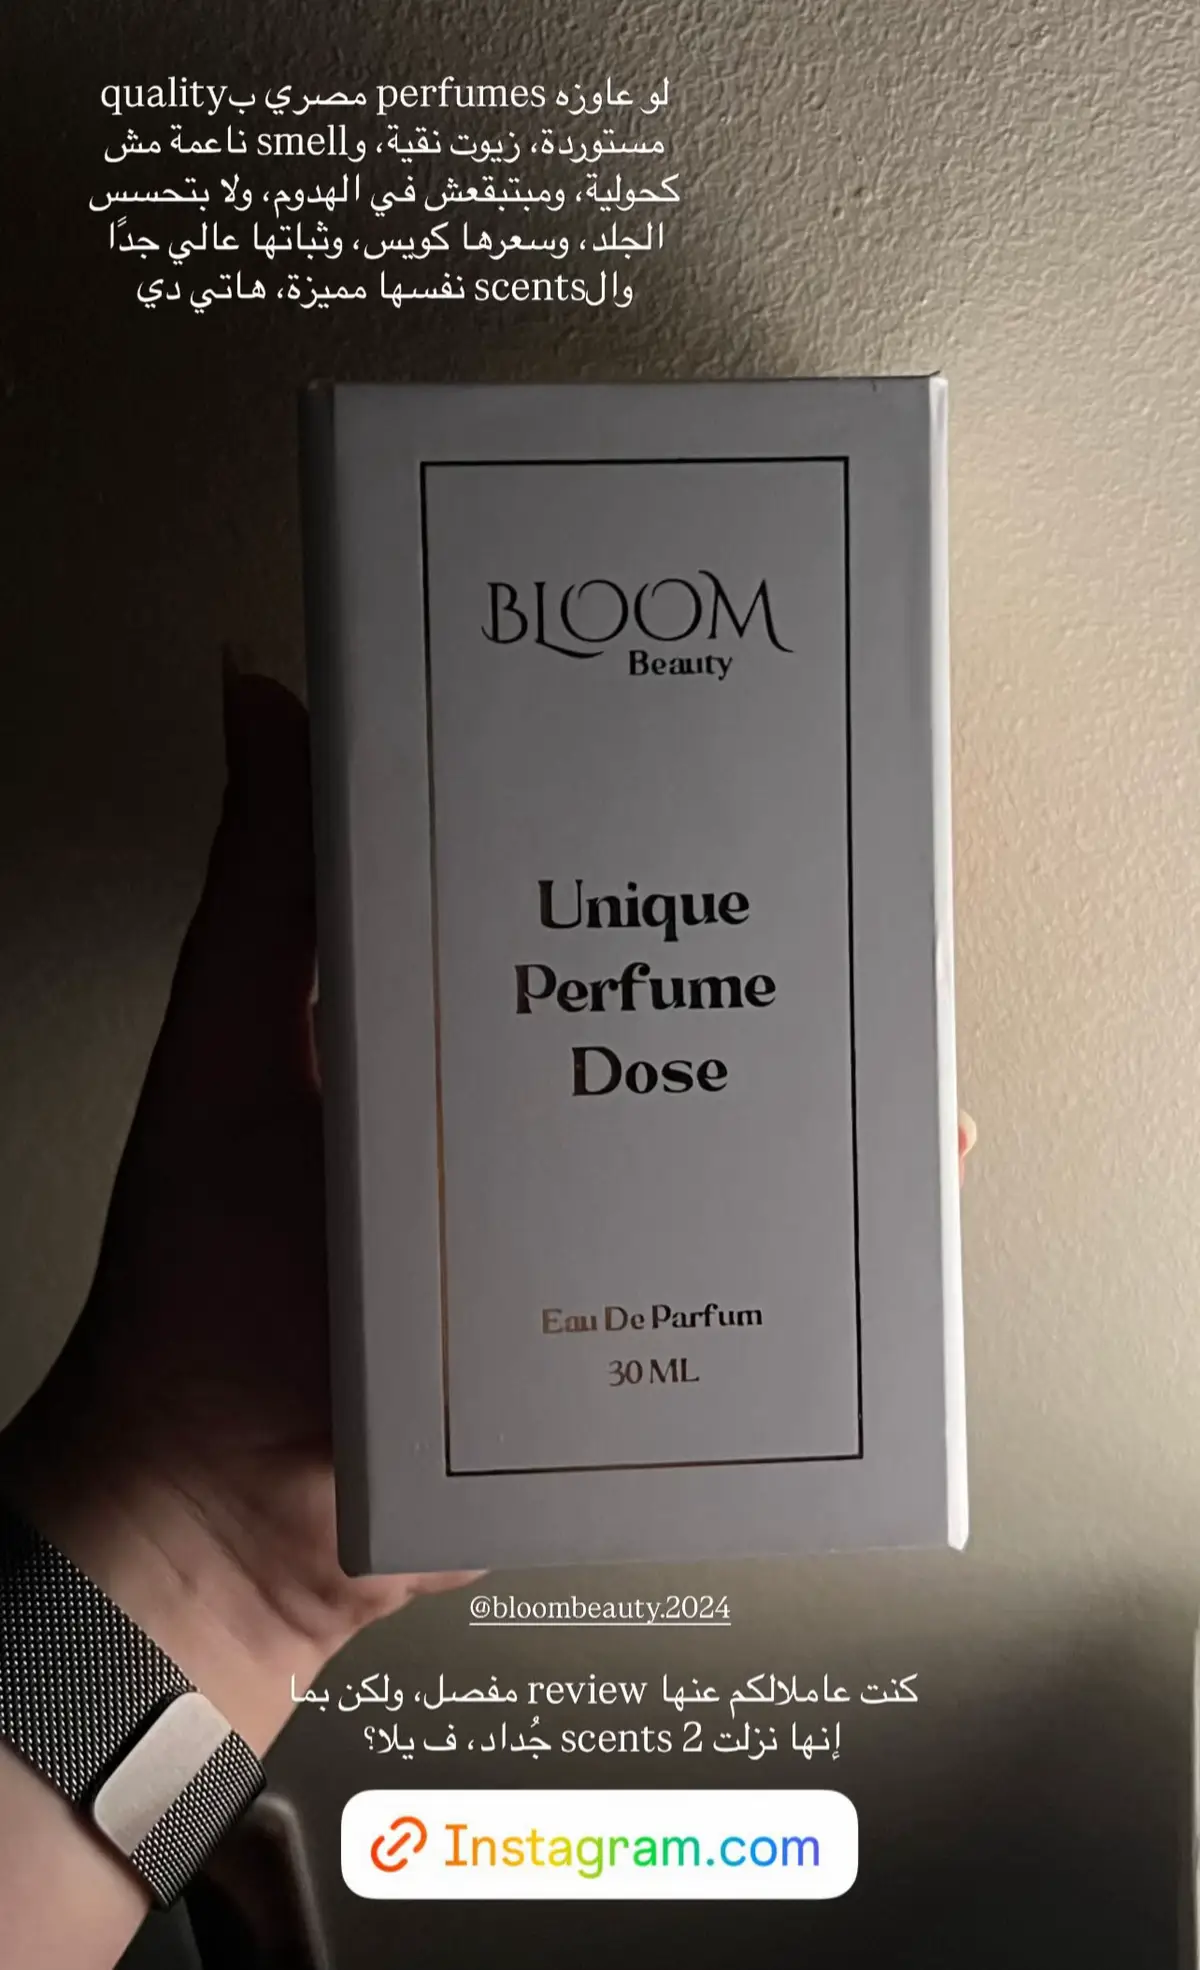 لو عاوزه perfumes مصري بquality
مستوردة، زيوت نقية، وsmell ناعمة مش
كحولية، ومبتبقعش في الهدوم، ولا بتحسس
الجلد، وسعرها كويس، وثباتها عالي جدًا
والscents نفسها مميزة، هاتي دي
BLOOM
Beauty
Unique
Perfume
Dose
Eau De Parfum
30 ML
@bloombeauty.2024
كنت عاملالكم عنها review مفصل، ولكن بما
إنها نزلت 2 scents جُداد، ف يلا؟
Instagram.com